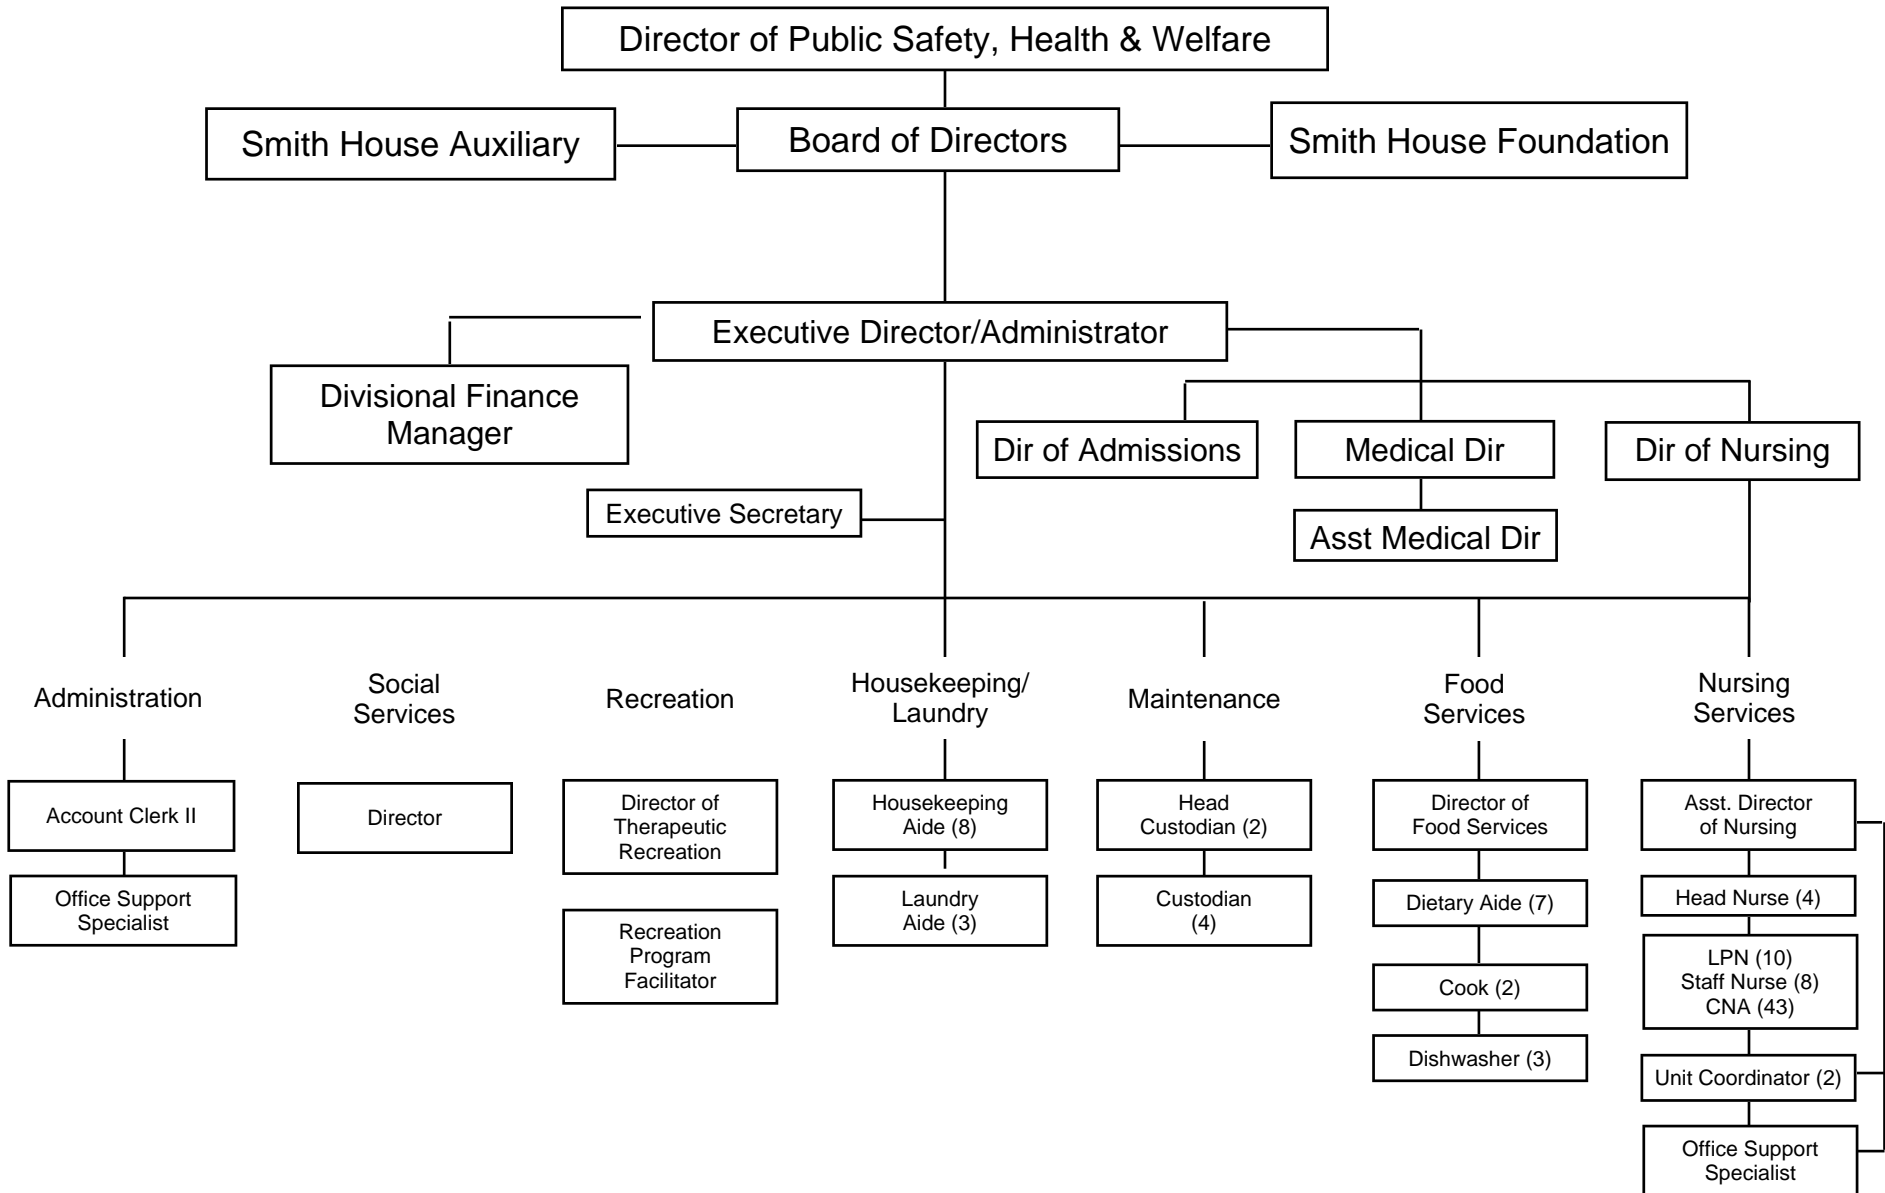 Director of Public Safety, Health & Welfare
Smith House Auxiliary
Board of Directors
Smith House Foundation
Executive Director/Administrator
Divisional Finance
Manager
Dir of Admissions
Medical Dir
Dir of Nursing
Executive Secretary
Asst Medical Dir
Administration
Social
Services
Recreation
Housekeeping/
Laundry
Maintenance
Food
Services
Nursing
Services
Account Clerk II
Office Support
Specialist
Director
Director of
Therapeutic
Recreation
Recreation
Program
Facilitator
Housekeeping
Aide (8)
Laundry
Aide (3)
Head
Custodian (2)
Custodian
(4)
Director of
Food Services
Dietary Aide (7)
Cook (2)
Dishwasher (3)
Asst. Director
of Nursing
Head Nurse (4)
LPN (10)
Staff Nurse (8)
CNA (43)
Unit Coordinator (2)
Office Support
Specialist